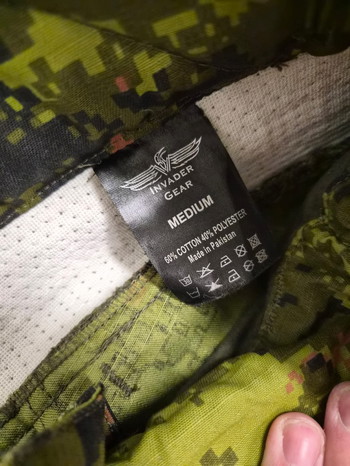 INVADER
GEAR
MEDIUM
60% COTTON 40% POLYESTER
Made in Pakistan